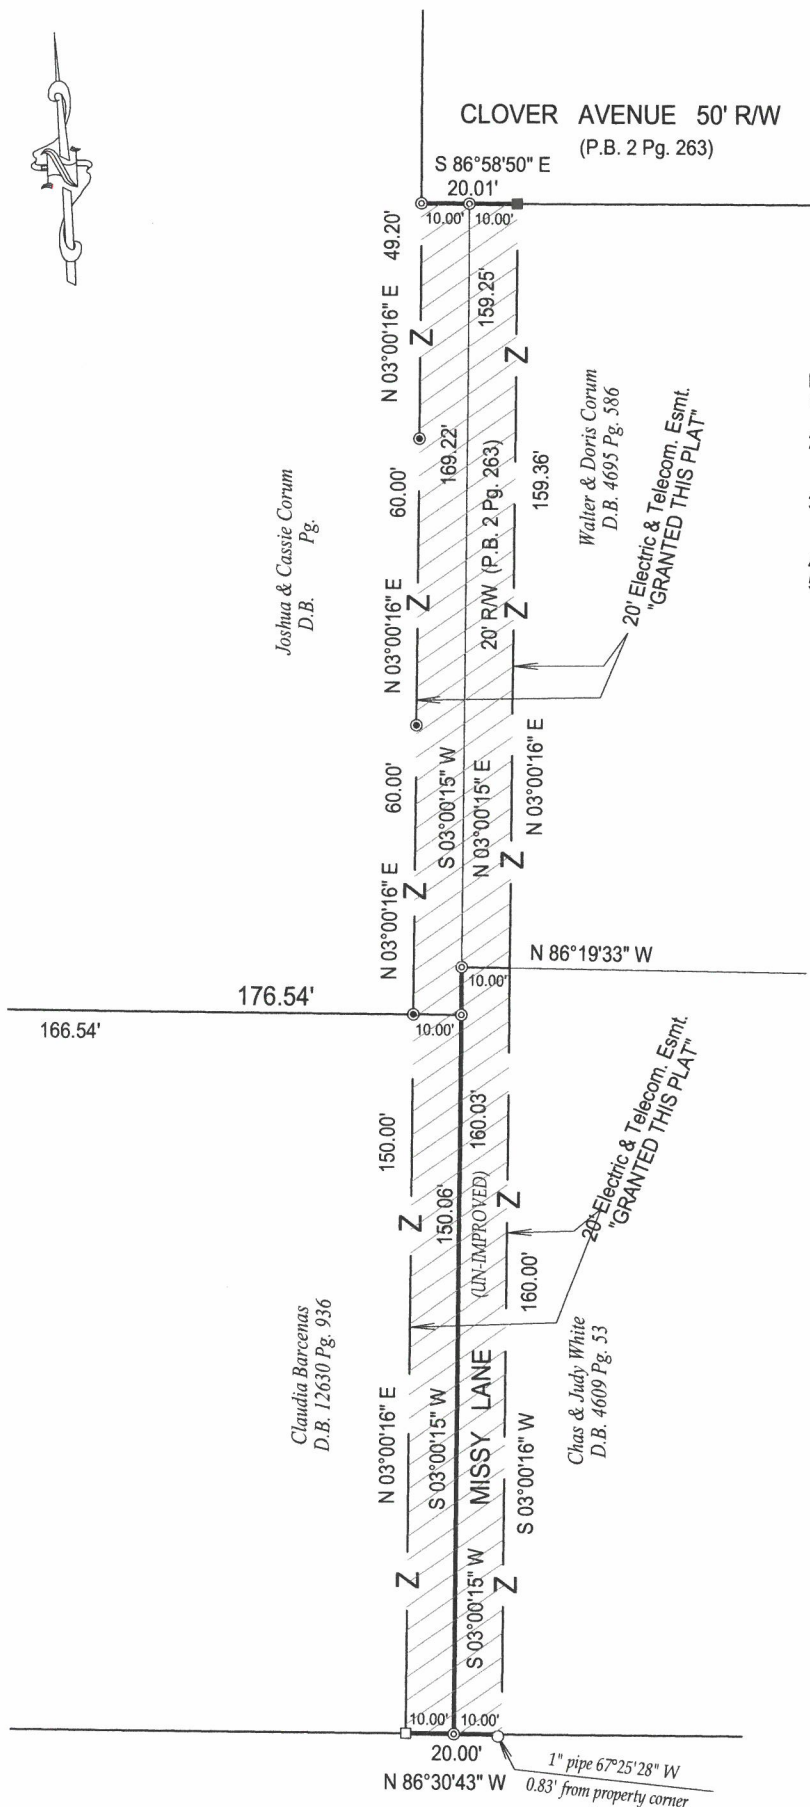 CLOVER AVENUE 50' R/W
(P.B. 2 Pg. 263)
S 86°58'50" E
20.01'
10.00' 10.00'
49.20'
N 03°00'16" E
Z
159.25'
Z
169.22'
20' R/W (P.B. 2 Pg. 263)
159.36'
Walter & Doris Corum
D.B. 4695 Pg. 586
20' Electric & Telecom. Esmt.
"GRANTED THIS PLAT"
Joshua & Cassie Corum
D.B. Pg.
60.00'
N 03°00'16" E
Z
Z
60.00'
N 03°00'16" E
Z
S 03°00'15" W
N 03°00'15" E
Z
N 03°00'16" E
N 86°19'33" W
10.00'
176.54'
166.54'
10.00'
150.00'
Z
150.06'
160.03'
(UN-IMPROVED)
Z
160.00'
20' Electric & Telecom. Esmt.
"GRANTED THIS PLAT"
Claudia Barcenas
D.B. 12630 Pg. 936
N 03°00'16" E
S 03°00'15" W
MISSY LANE
Chas & Judy White
D.B. 4609 Pg. 53
S 03°00'16" W
Z
S 03°00'15" W
Z
10.00' 10.00'
20.00'
N 86°30'43" W
1" pipe 67°25'28" W
0.83' from property corner